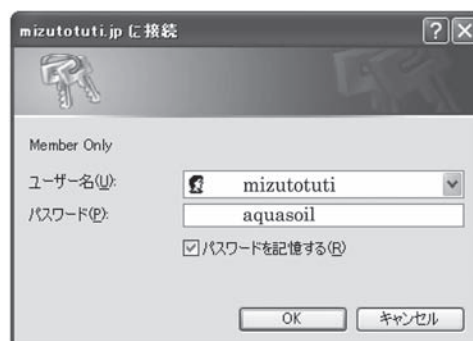 mizutotuti.jp に接続
Member Only
ユーザー名(U):
mizutotuti
パスワード(P):
aquasoil
パスワードを記憶する(R)
OK
キャンセル